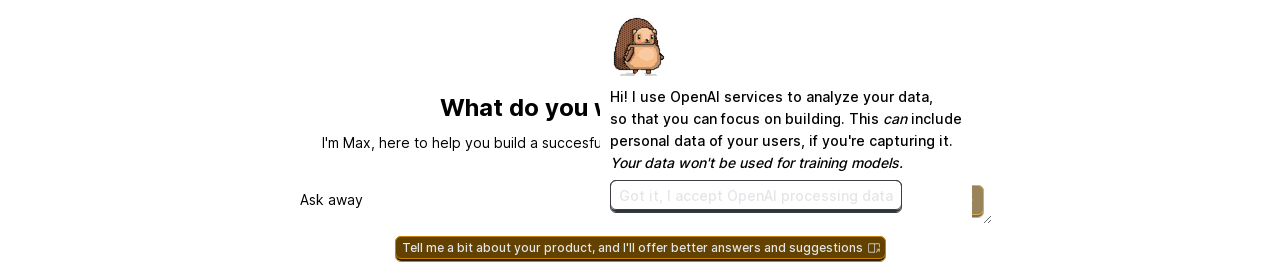 What do you
I'm Max, here to help you build a
Hi! I use OpenAI services to analyze your data,
so that you can focus on building. This can include
personal data of your users, if you're capturing it.
Your data won't be used for training models.
Got it, I accept OpenAI processing data
Ask away
Tell me a bit about your product, and I'll offer better answers and suggestions